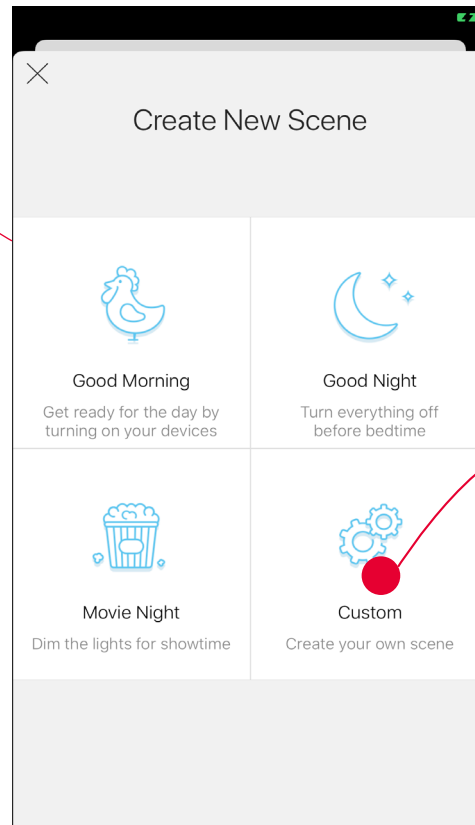 Create New Scene
Good Morning
Get ready for the day by
turning on your devices
Good Night
Turn everything off
before bedtime
Movie Night
Dim the lights for showtime
Custom
Create your own scene